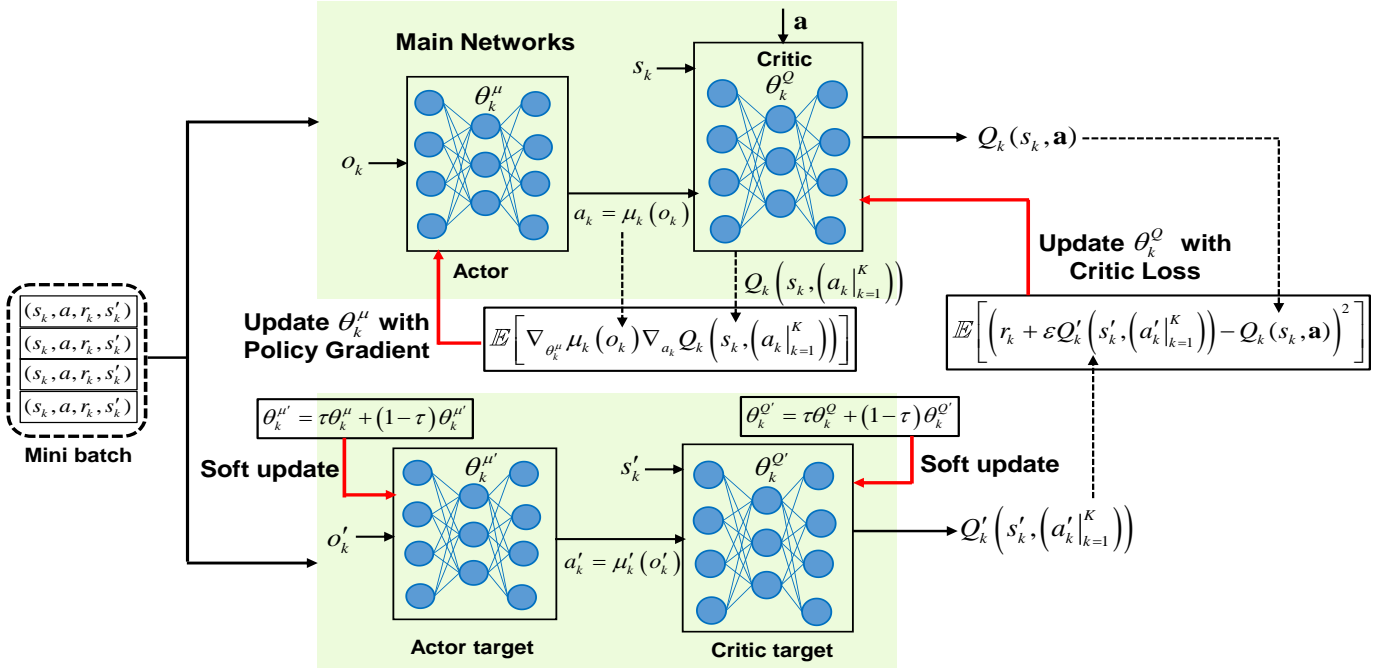 a
Main Networks
Critic
s_k
θ_k^μ
θ_k^Q
o_k
Q_k(s_k, a)
a_k = μ_k(o_k)
Actor
Update θ_k^Q with
Critic Loss
Q_k(s_k, (a_k|_{k=1}^K))
(s_k, a, r_k, s′_k)
(s_k, a, r_k, s′_k)
(s_k, a, r_k, s′_k)
(s_k, a, r_k, s′_k)
Mini batch
Update θ_k^μ with
Policy Gradient
𝔼[∇_{θ_k^μ} μ_k(o_k) ∇_{a_k} Q_k(s_k, (a_k|_{k=1}^K))]
𝔼[(r_k + εQ′_k(s′_k, (a′_k|_{k=1}^K)) − Q_k(s_k, a))^2]
θ_k^{μ′} = τθ_k^μ + (1−τ)θ_k^{μ′}
θ_k^{Q′} = τθ_k^Q + (1−τ)θ_k^{Q′}
Soft update
θ_k^{μ′}
s′_k
θ_k^{Q′}
Soft update
o′_k
a′_k = μ′_k(o′_k)
Q′_k(s′_k, (a′_k|_{k=1}^K))
Actor target
Critic target